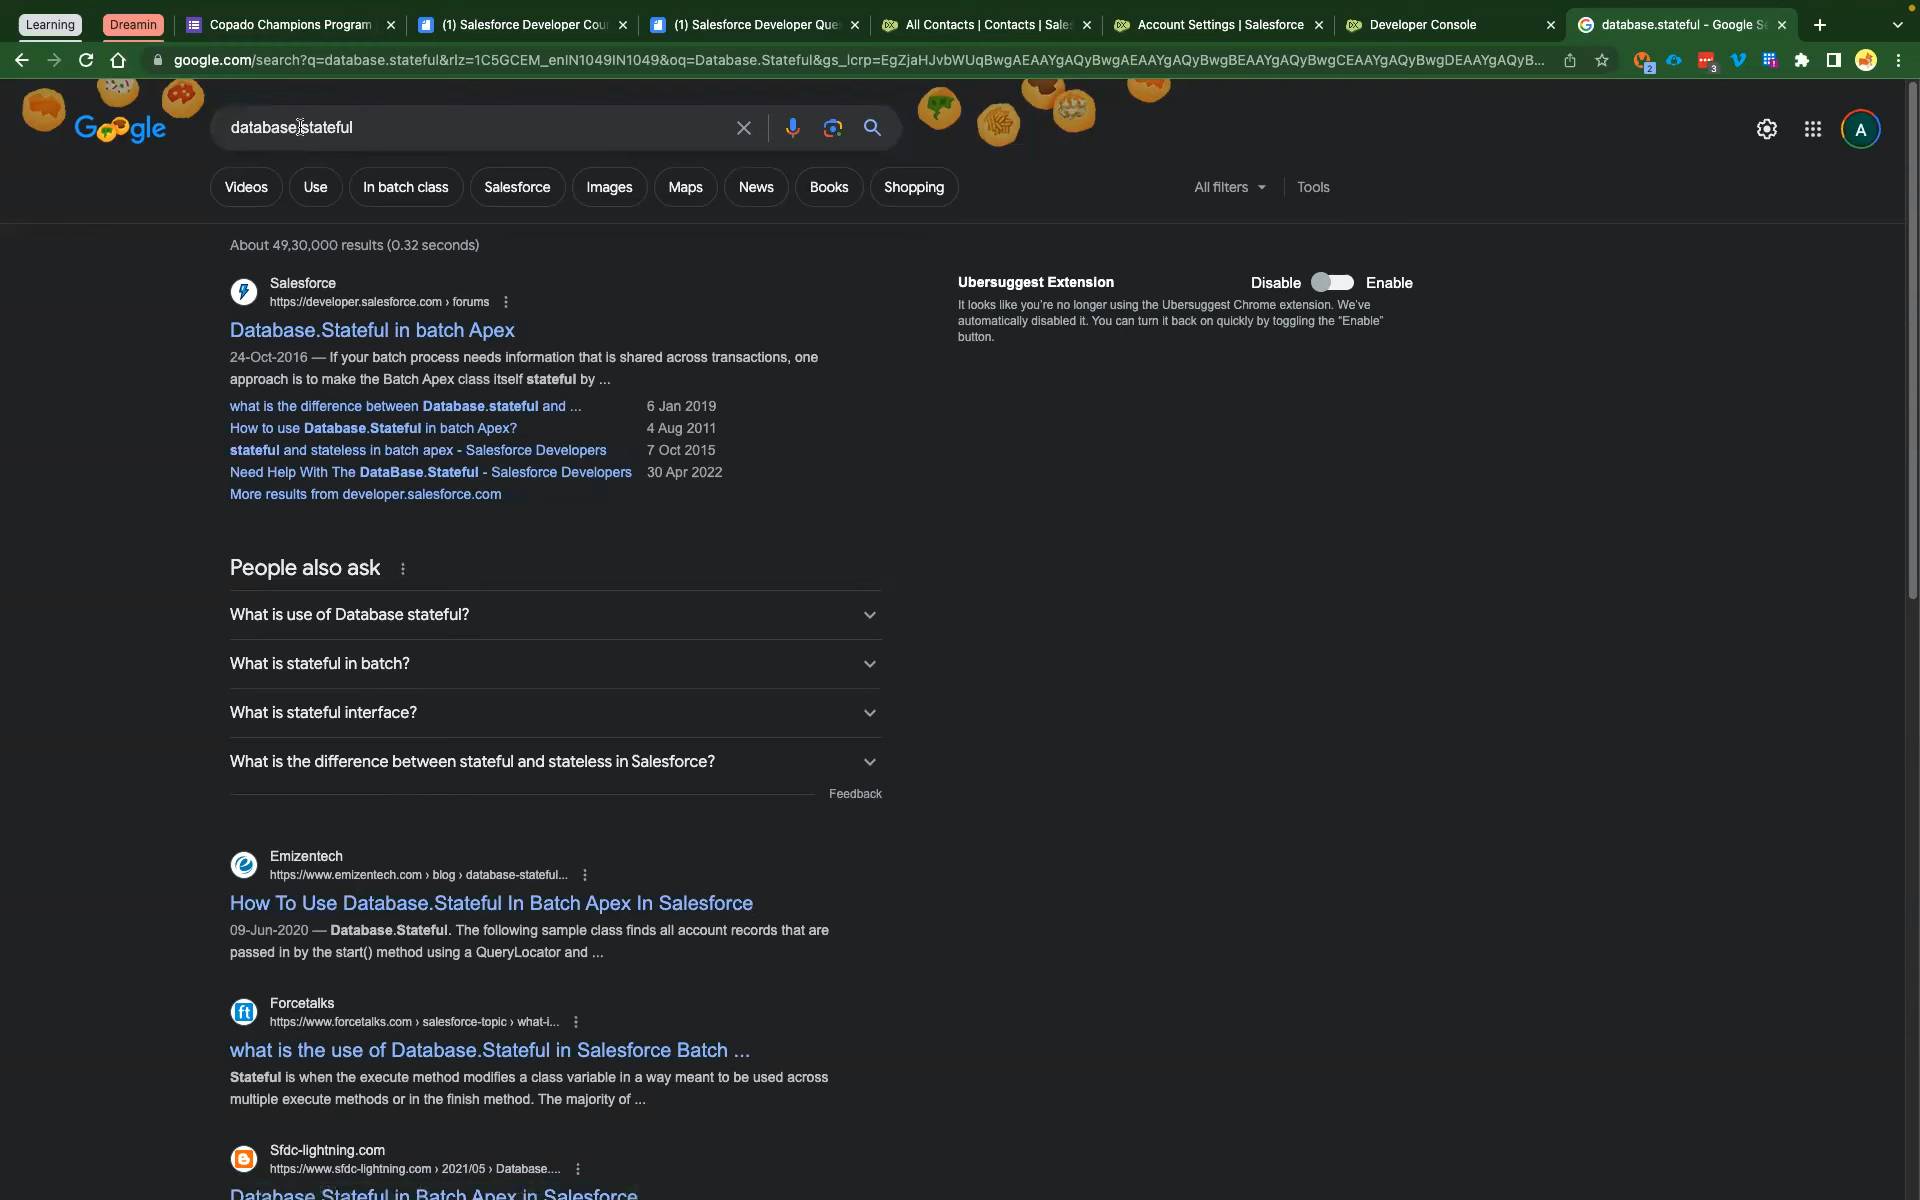 Learning
Dreamin
Copado Champions Program
(1) Salesforce Developer Cou
(1) Salesforce Developer Que
All Contacts | Contacts | Sales
Account Settings | Salesforce
Developer Console
database.stateful - Google Se
google.com/search?q=database.stateful&rlz=1C5GCEM_enIN1049IN1049&oq=Database.Stateful&gs_lcrp=EgZjaHJvbWUqBwgAEAAYgAQyBwgAEAAYgAQyBwgBEAAYgAQyBwgCEAAYgAQyBwgDEAAYgAQyB...
2
3
Google
database.stateful
A
Videos
Use
In batch class
Salesforce
Images
Maps
News
Books
Shopping
All filters
Tools
About 49,30,000 results (0.32 seconds)
Salesforce
https://developer.salesforce.com › forums
Database.Stateful in batch Apex
24-Oct-2016 — If your batch process needs information that is shared across transactions, one
approach is to make the Batch Apex class itself stateful by ...
what is the difference between Database.stateful and ... 6 Jan 2019
How to use Database.Stateful in batch Apex? 4 Aug 2011
stateful and stateless in batch apex - Salesforce Developers 7 Oct 2015
Need Help With The DataBase.Stateful - Salesforce Developers 30 Apr 2022
More results from developer.salesforce.com
Ubersuggest Extension
Disable
Enable
It looks like you're no longer using the Ubersuggest Chrome extension. We've
automatically disabled it. You can turn it back on quickly by toggling the "Enable"
button.
People also ask
What is use of Database stateful?
What is stateful in batch?
What is stateful interface?
What is the difference between stateful and stateless in Salesforce?
Feedback
Emizentech
https://www.emizentech.com › blog › database-stateful...
How To Use Database.Stateful In Batch Apex In Salesforce
09-Jun-2020 — Database.Stateful. The following sample class finds all account records that are
passed in by the start() method using a QueryLocator and ...
ft
Forcetalks
https://www.forcetalks.com › salesforce-topic › what-i...
what is the use of Database.Stateful in Salesforce Batch ...
Stateful is when the execute method modifies a class variable in a way meant to be used across
multiple execute methods or in the finish method. The majority of ...
Sfdc-lightning.com
https://www.sfdc-lightning.com › 2021/05 › Database....
Database.Stateful in Batch Apex in Salesforce